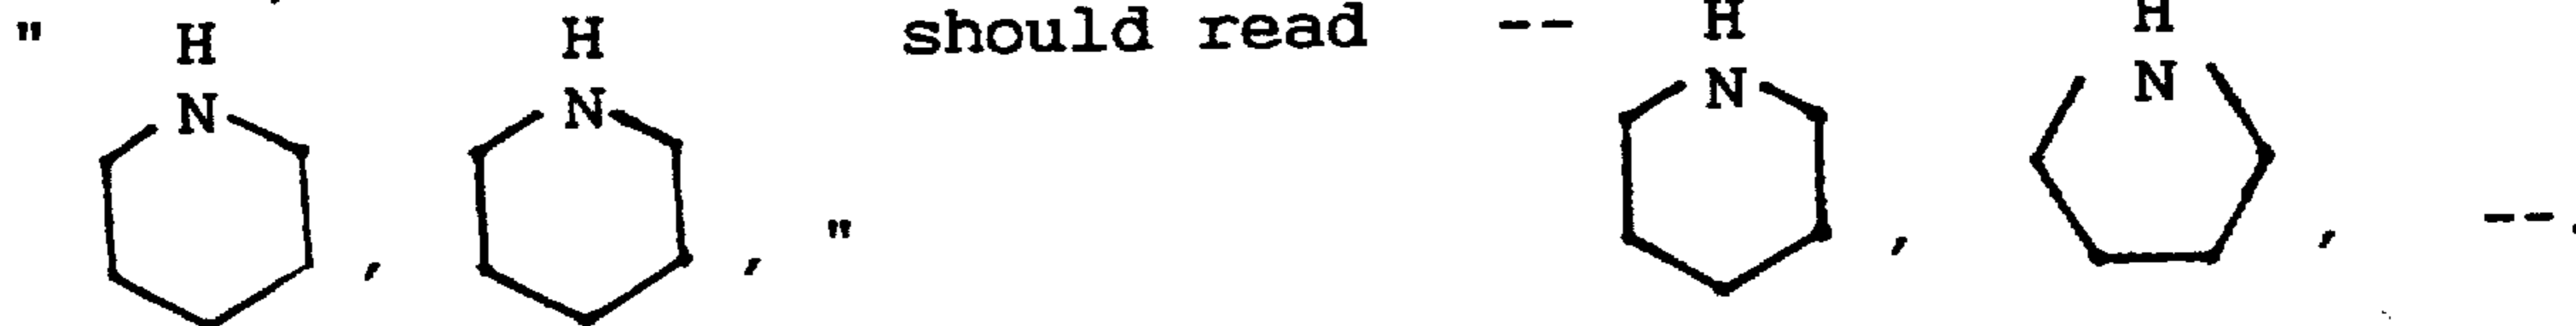 " H H should read -- H H
N N N N
, , " , , --.